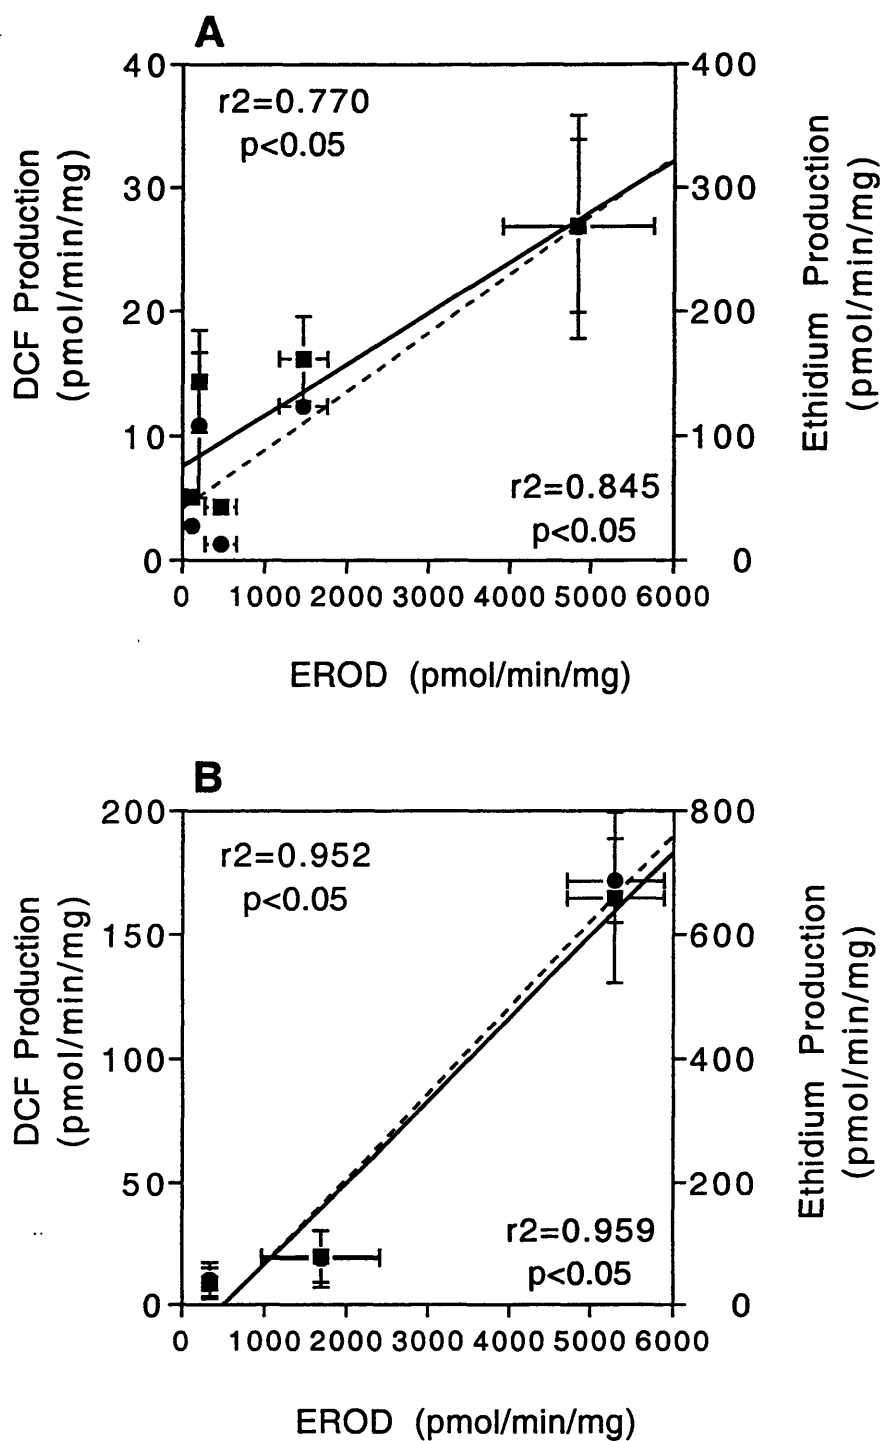 A
r2=0.770
p<0.05
40
30
20
10
0
DCF Production
(pmol/min/mg)
400
300
200
100
0
Ethidium Production
(pmol/min/mg)
r2=0.845
p<0.05
0 1000 2000 3000 4000 5000 6000
EROD (pmol/min/mg)
B
r2=0.952
p<0.05
200
150
100
50
0
DCF Production
(pmol/min/mg)
800
600
400
200
0
Ethidium Production
(pmol/min/mg)
r2=0.959
p<0.05
0 1000 2000 3000 4000 5000 6000
EROD (pmol/min/mg)